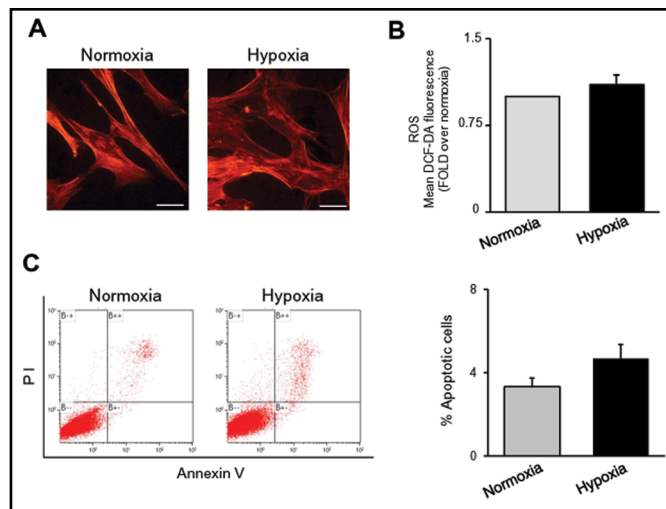 A
Normoxia
Hypoxia
B
ROS
Mean DCF-DA fluorescence
(FOLD over normoxia)
1.5
0.75
0
Normoxia
Hypoxia
C
Normoxia
Hypoxia
PI
B-+
B++
B--
B+-
B-+
B++
B--
B+-
Annexin V
% Apoptotic cells
8
4
0
Normoxia
Hypoxia